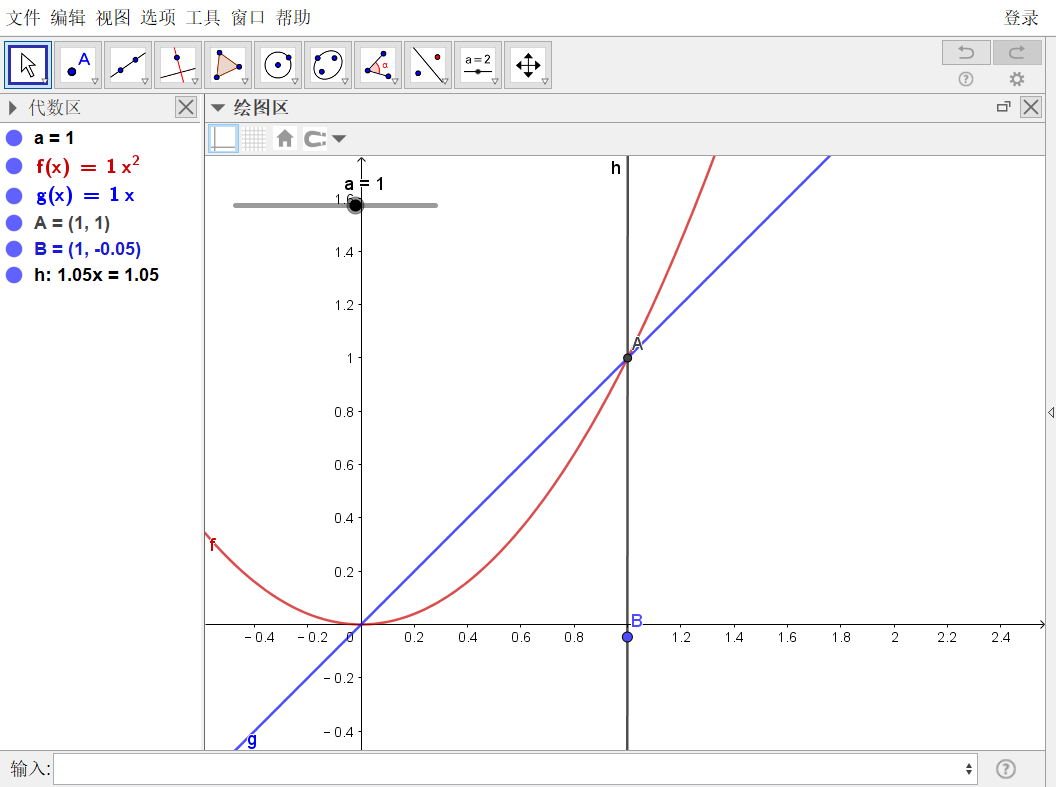 文件 编辑 视图 选项 工具 窗口 帮助
登录
A
α
a = 2
代数区
绘图区
a = 1
f(x) = 1 x²
g(x) = 1 x
A = (1, 1)
B = (1, -0.05)
h: 1.05x = 1.05
h
a = 1
1.6
1.4
1.2
1
A
0.8
0.6
0.4
f
0.2
B
-0.4 -0.2 0 0.2 0.4 0.6 0.8 1.2 1.4 1.6 1.8 2 2.2 2.4
-0.2
-0.4
g
输入: